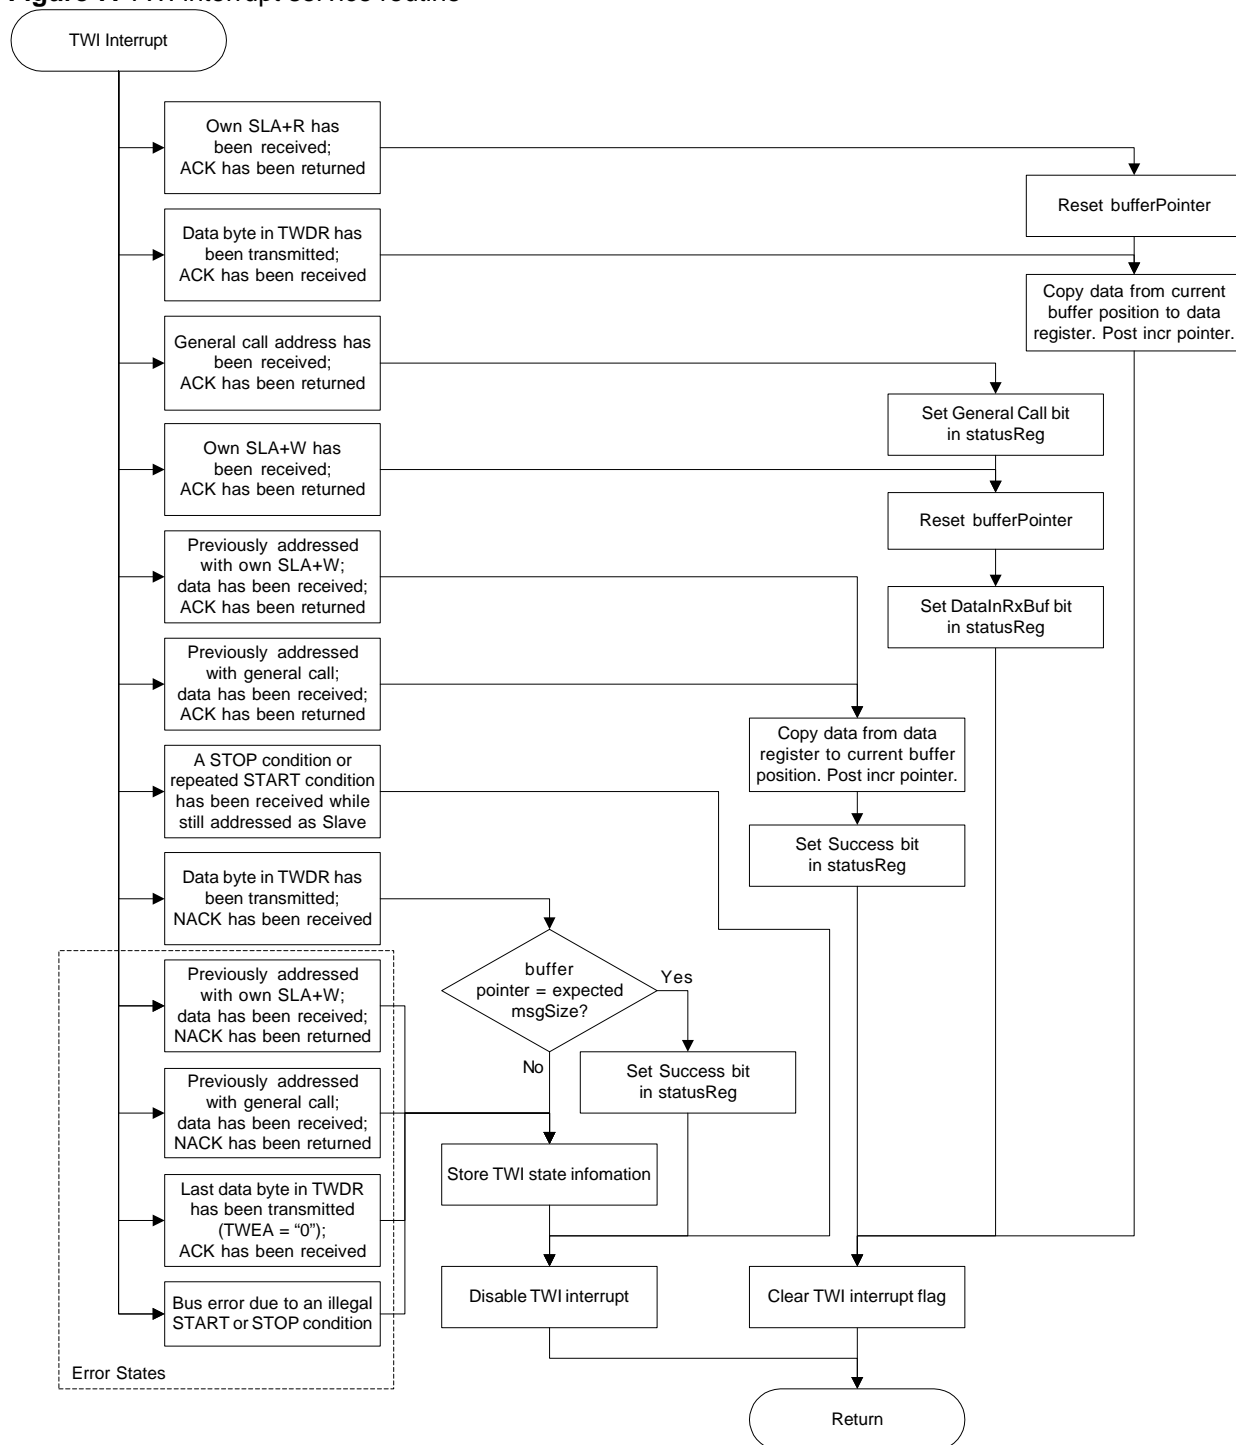 TWI Interrupt
Own SLA+R has
been received;
ACK has been returned
Reset bufferPointer
Data byte in TWDR has
been transmitted;
ACK has been received
Copy data from current
buffer position to data
register. Post incr pointer.
General call address has
been received;
ACK has been returned
Set General Call bit
in statusReg
Own SLA+W has
been received;
ACK has been returned
Reset bufferPointer
Previously addressed
with own SLA+W;
data has been received;
ACK has been returned
Set DataInRxBuf bit
in statusReg
Previously addressed
with general call;
data has been received;
ACK has been returned
Copy data from data
register to current buffer
position. Post incr pointer.
A STOP condition or
repeated START condition
has been received while
still addressed as Slave
Set Success bit
in statusReg
Data byte in TWDR has
been transmitted;
NACK has been received
buffer
pointer = expected
msgSize?
Yes
No
Previously addressed
with own SLA+W;
data has been received;
NACK has been returned
Set Success bit
in statusReg
Previously addressed
with general call;
data has been received;
NACK has been returned
Store TWI state infomation
Last data byte in TWDR
has been transmitted
(TWEA = “0”);
ACK has been received
Disable TWI interrupt
Clear TWI interrupt flag
Bus error due to an illegal
START or STOP condition
Error States
Return